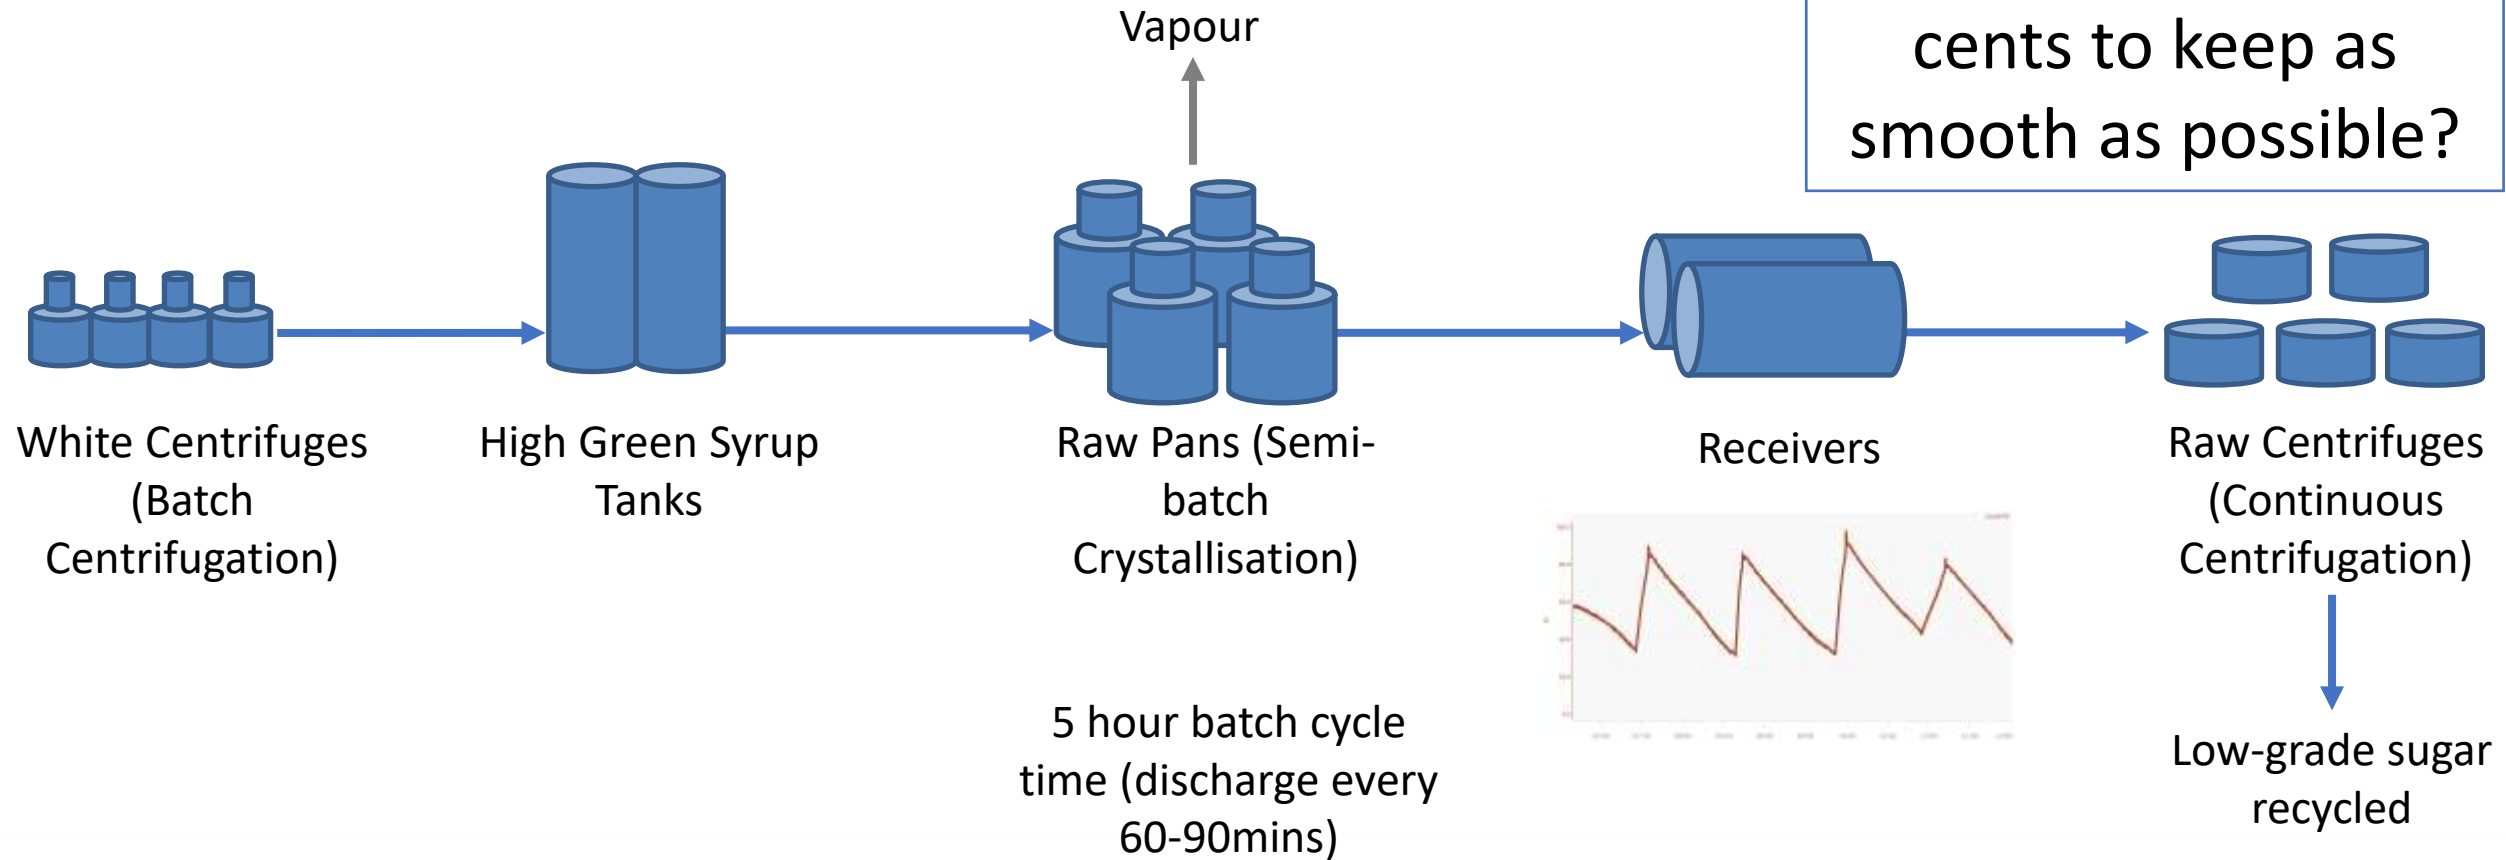 Vapour
cents to keep as
smooth as possible?
White Centrifuges
(Batch
Centrifugation)
High Green Syrup
Tanks
Raw Pans (Semi-
batch
Crystallisation)
Receivers
Raw Centrifuges
(Continuous
Centrifugation)
5 hour batch cycle
time (discharge every
60-90mins)
Low-grade sugar
recycled